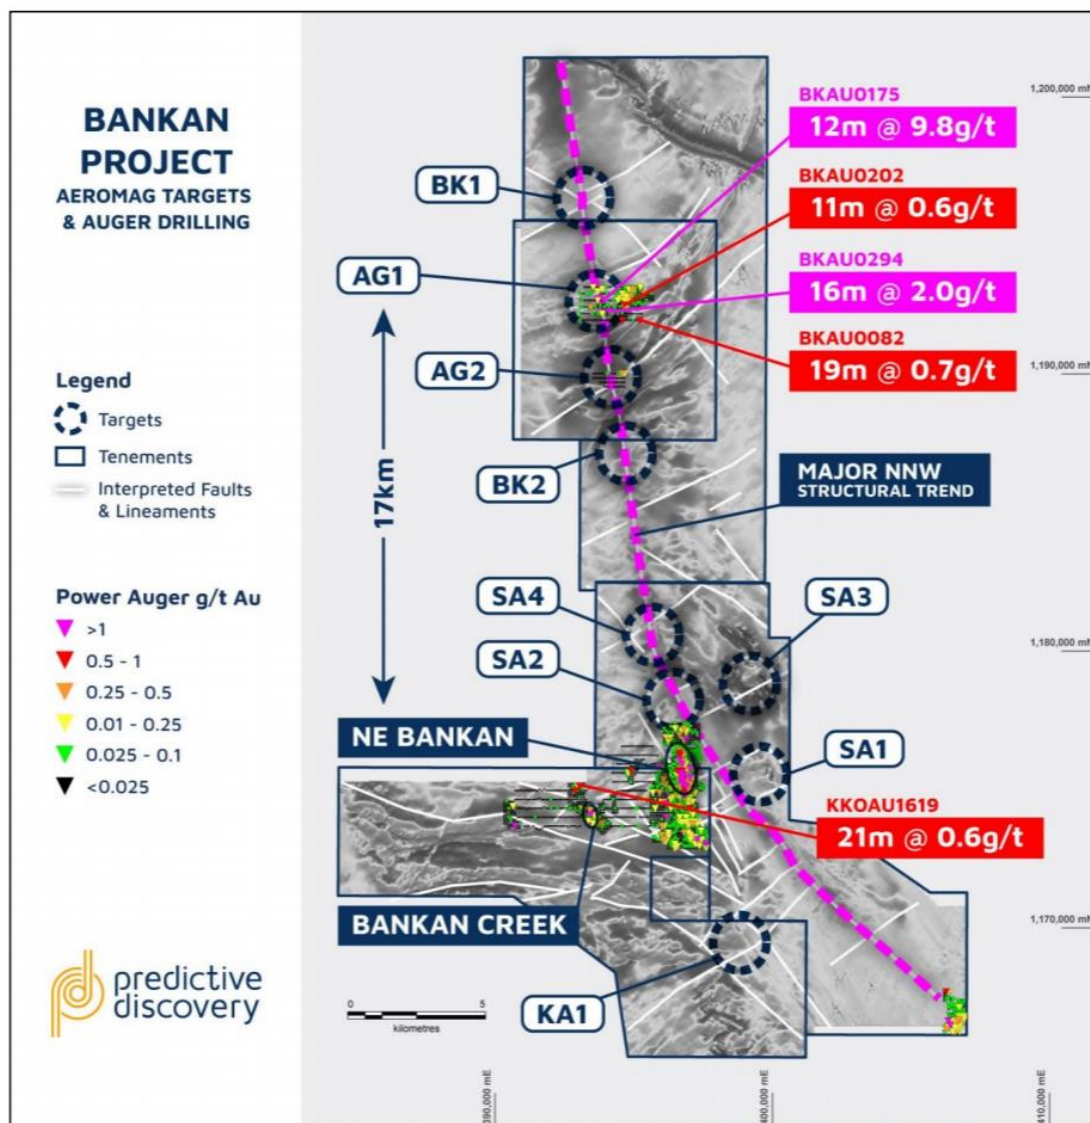 BANKAN
PROJECT
AEROMAG TARGETS
& AUGER DRILLING
Legend
Targets
Tenements
Interpreted Faults
& Lineaments
Power Auger g/t Au
>1
0.5 - 1
0.25 - 0.5
0.01 - 0.25
0.025 - 0.1
<0.025
predictive
discovery
BK1
AG1
AG2
BK2
17km
SA4
SA2
SA3
SA1
NE BANKAN
BANKAN CREEK
KA1
BKAU0175
12m @ 9.8g/t
BKAU0202
11m @ 0.6g/t
BKAU0294
16m @ 2.0g/t
BKAU0082
19m @ 0.7g/t
MAJOR NNW
STRUCTURAL TREND
KKOAU1619
21m @ 0.6g/t
0 5
kilometres
1,200,000 mN
1,190,000 mN
1,180,000 mN
1,170,000 mN
390,000 mE
400,000 mE
410,000 mE